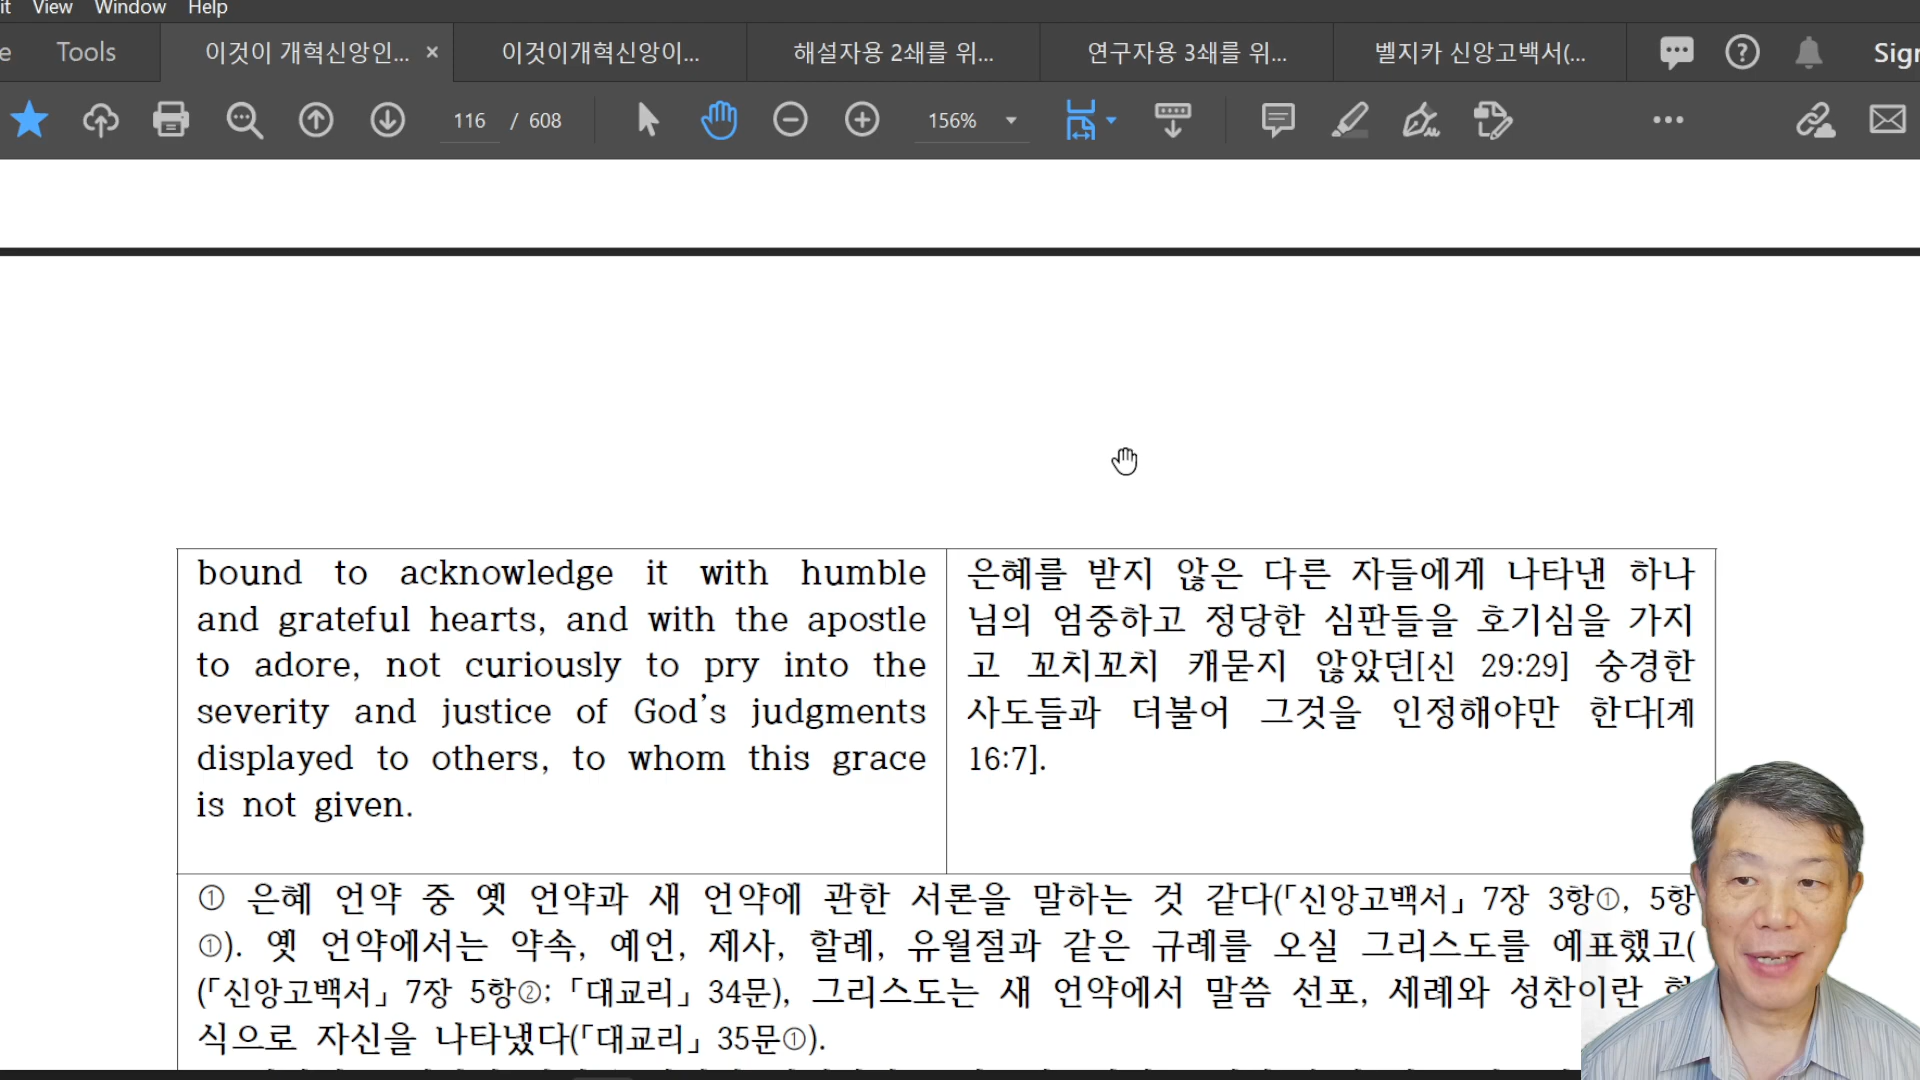 it View Window Help
e Tools 이것이 개혁신앙인... × 이것이개혁신앙이... 해설자용 2쇄를 위... 연구자용 3쇄를 위... 벨지카 신앙고백서(... Sign
116 / 608 156%
bound to acknowledge it with humble
and grateful hearts, and with the apostle
to adore, not curiously to pry into the
severity and justice of God's judgments
displayed to others, to whom this grace
is not given.
은혜를 받지 않은 다른 자들에게 나타낸 하나
님의 엄중하고 정당한 심판들을 호기심을 가지
고 꼬치꼬치 캐묻지 않았던[신 29:29] 숭경한
사도들과 더불어 그것을 인정해야만 한다[계
16:7].
① 은혜 언약 중 옛 언약과 새 언약에 관한 서론을 말하는 것 같다(「신앙고백서」 7장 3항①, 5항
①). 옛 언약에서는 약속, 예언, 제사, 할례, 유월절과 같은 규례를 오실 그리스도를 예표했고(
(「신앙고백서」 7장 5항②; 「대교리」 34문), 그리스도는 새 언약에서 말씀 선포, 세례와 성찬이란
식으로 자신을 나타냈다(「대교리」 35문①).